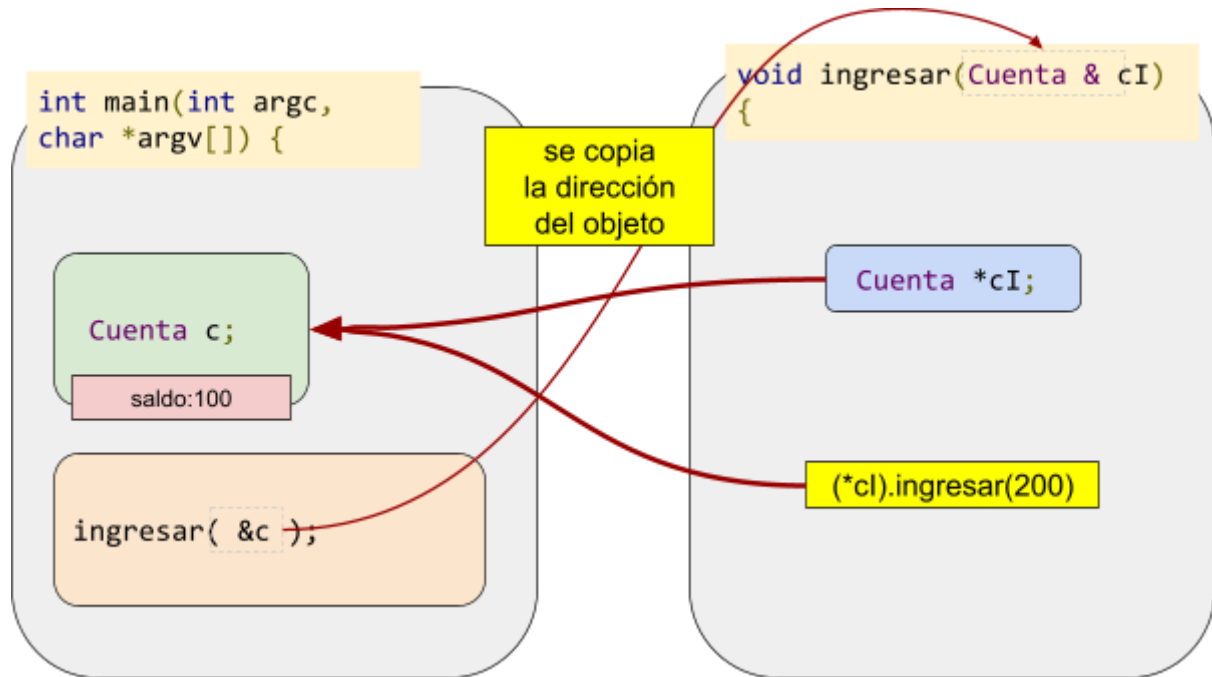 int main(int argc,
char *argv[]) {
Cuenta c;
saldo:100
ingresar( &c );
se copia
la dirección
del objeto
void ingresar(Cuenta & cI)
{
Cuenta *cI;
(*cI).ingresar(200)